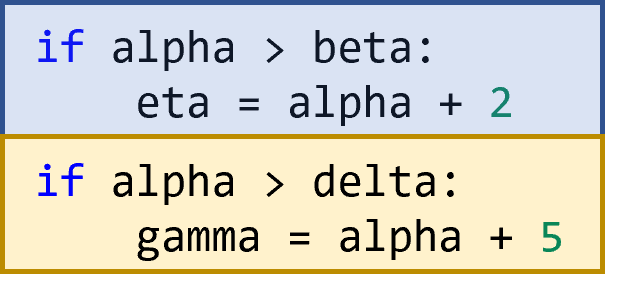 if alpha > beta:
    eta = alpha + 2
if alpha > delta:
    gamma = alpha + 5